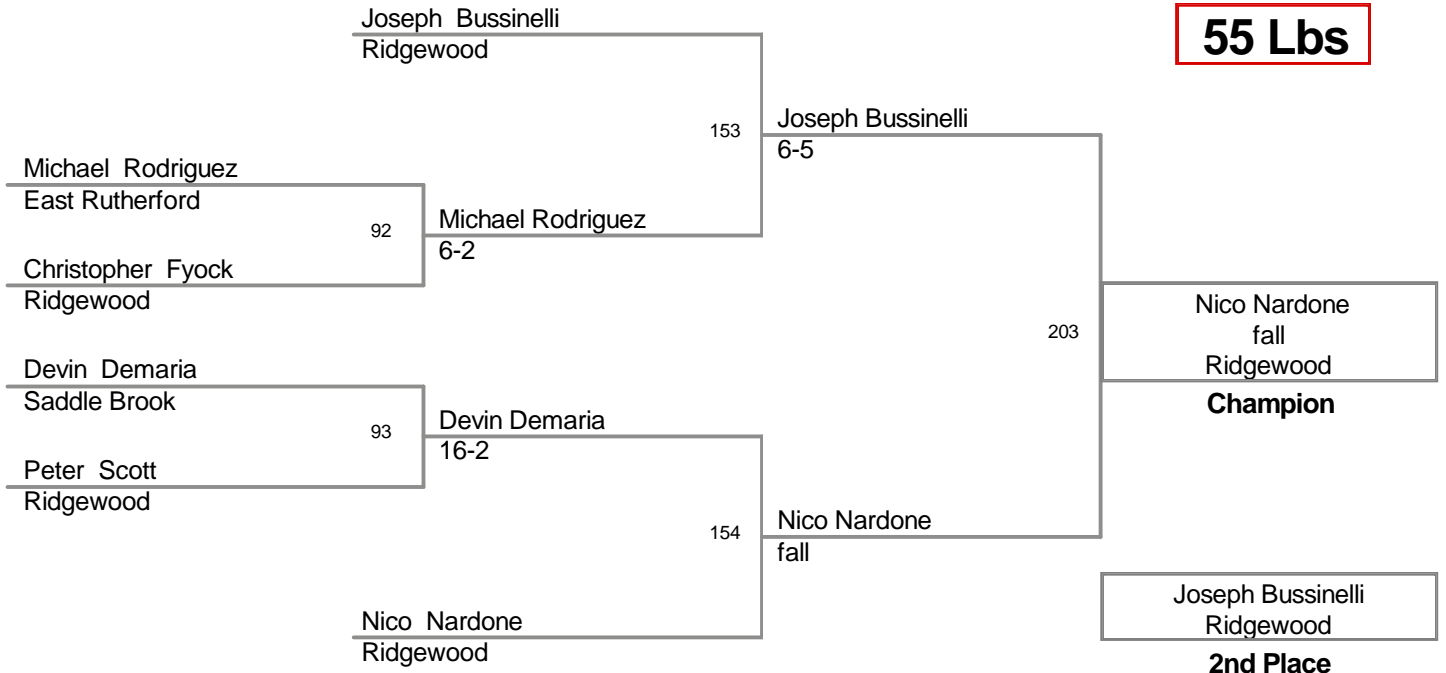 Joseph Bussinelli
Ridgewood
55 Lbs
153
Joseph Bussinelli
6-5
Michael Rodriguez
East Rutherford
92
Michael Rodriguez
6-2
Christopher Fyock
Ridgewood
203
Nico Nardone
fall
Ridgewood
Champion
Devin Demaria
Saddle Brook
93
Devin Demaria
16-2
Peter Scott
Ridgewood
154
Nico Nardone
fall
Nico Nardone
Ridgewood
Joseph Bussinelli
Ridgewood
2nd Place